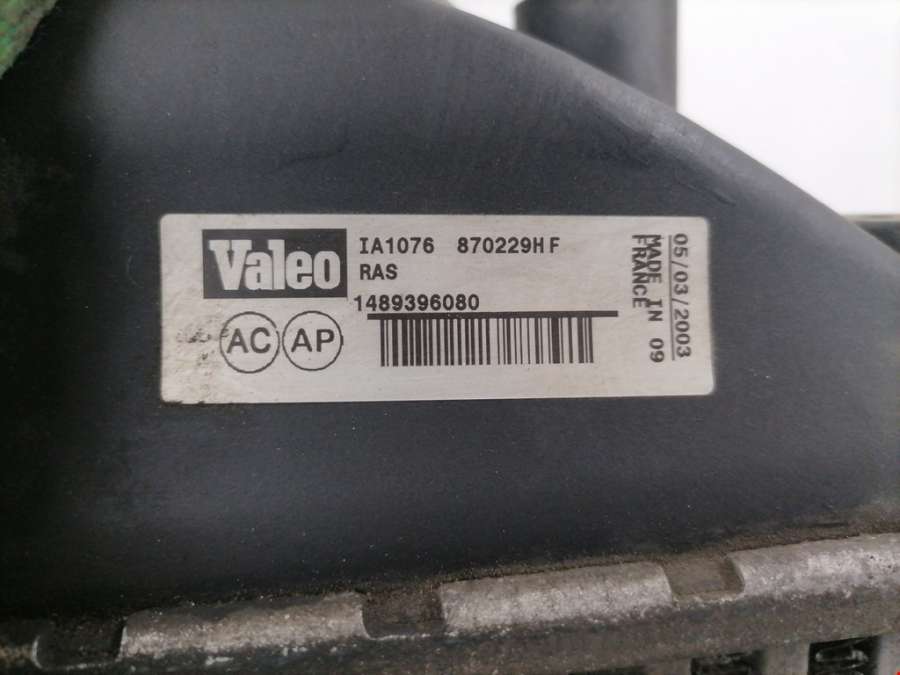 Valeo
IA1076 870229HF
RAS
1489396080
AC AP
05/03/2003
MADE IN 09
FRANCE